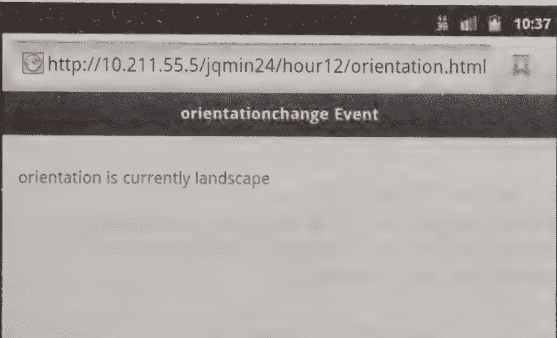 10:37
http://10.211.55.5/jqmin24/hour12/orientation.html
orientationchange Event
orientation is currently landscape